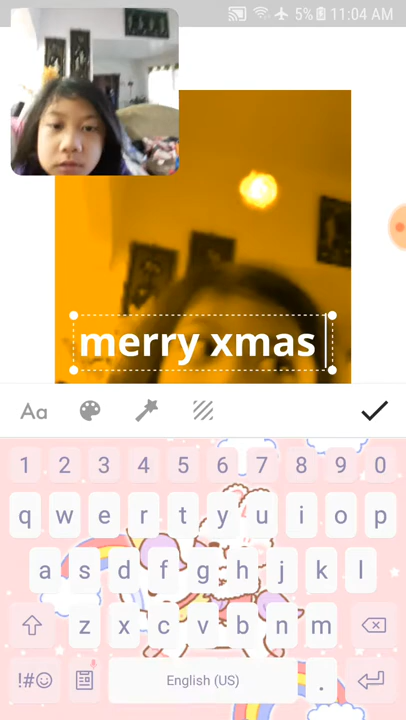 5% 11:04 AM
merry xmas
Aa
1 2 3 4 5 6 7 8 9 0
q w e r t y u i o p
a s d f g h j k l
z x c v b n m
!#☺ English (US) .